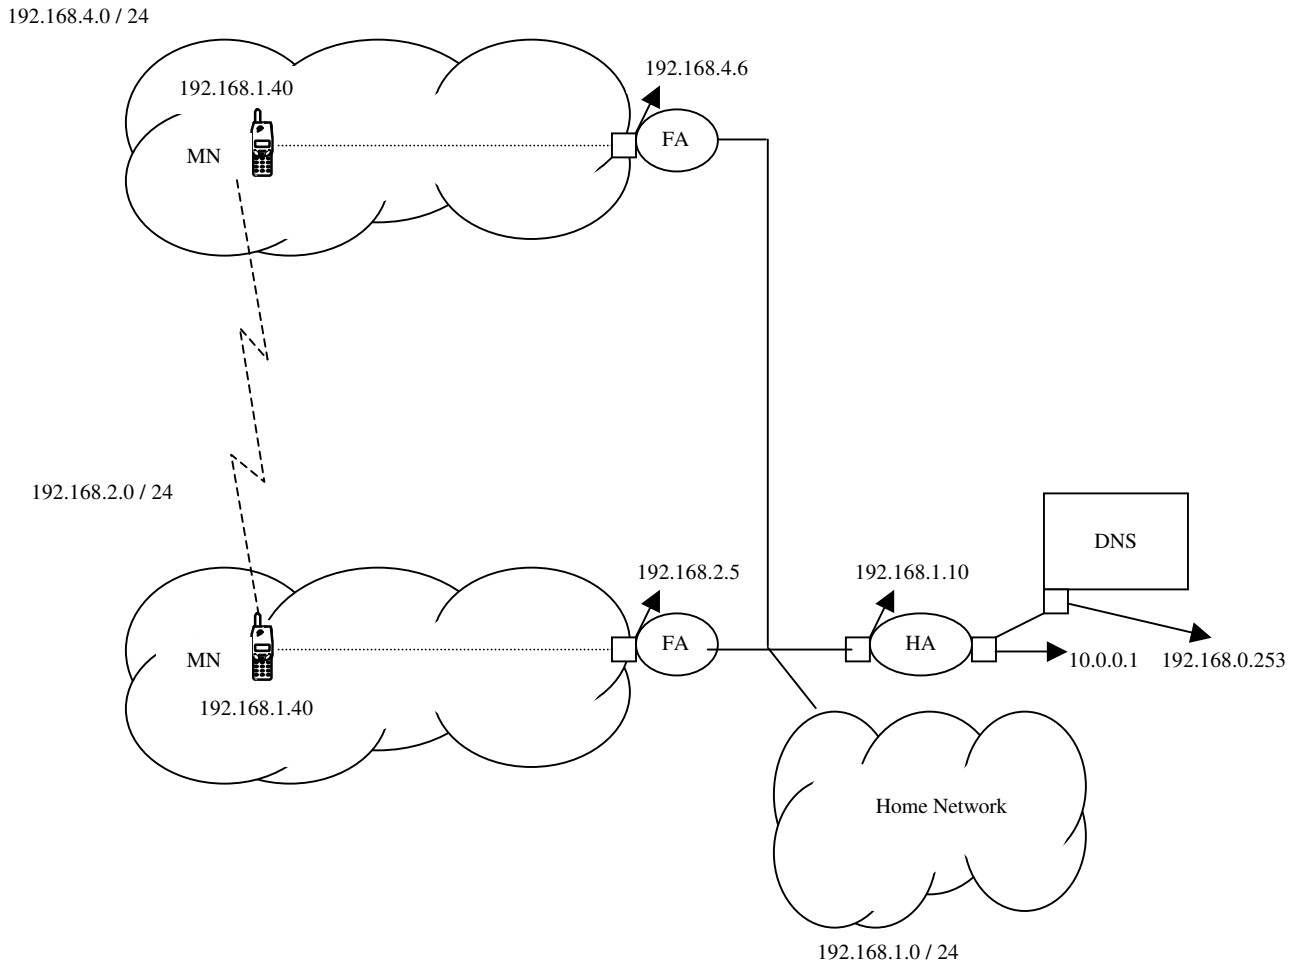 192.168.4.0 / 24
192.168.4.6
192.168.1.40
FA
MN
192.168.2.0 / 24
DNS
192.168.2.5
192.168.1.10
FA
HA
MN
10.0.0.1
192.168.0.253
192.168.1.40
Home Network
192.168.1.0 / 24